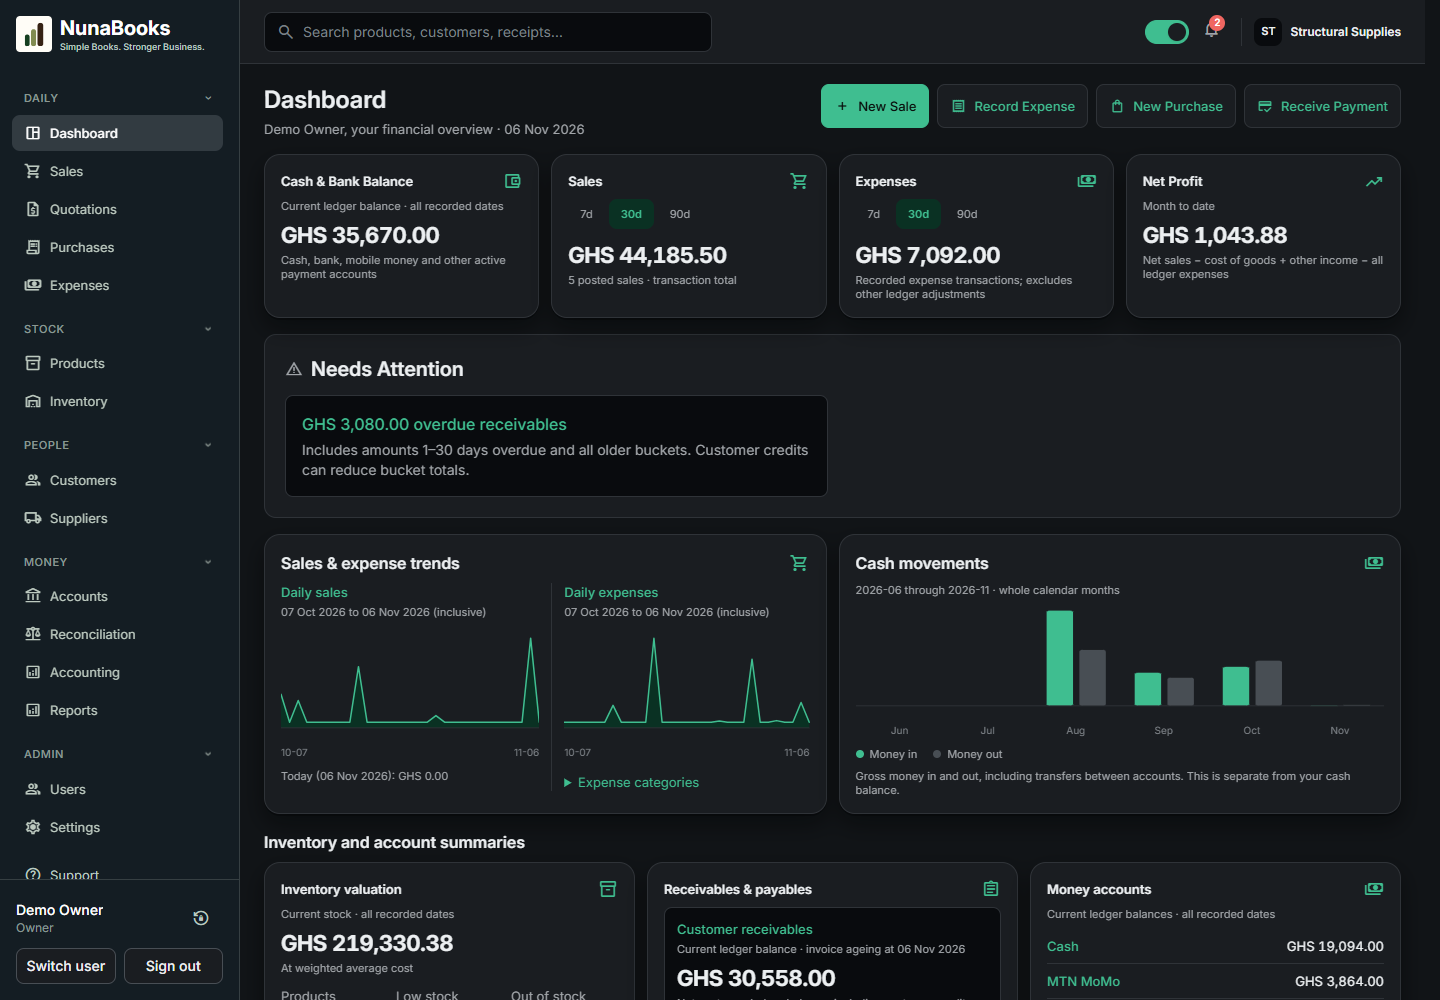 NunaBooks
Simple Books. Stronger Business.
DAILY
Dashboard
Sales
Quotations
Purchases
Expenses
STOCK
Products
Inventory
PEOPLE
Customers
Suppliers
MONEY
Accounts
Reconciliation
Accounting
Reports
ADMIN
Users
Settings
Support
Demo Owner
Owner
Switch user
Sign out
Search products, customers, receipts...
2
ST
Structural Supplies
Dashboard
Demo Owner, your financial overview · 06 Nov 2026
+ New Sale
Record Expense
New Purchase
Receive Payment
Cash & Bank Balance
Current ledger balance · all recorded dates
GHS 35,670.00
Cash, bank, mobile money and other active
payment accounts
Sales
7d 30d 90d
GHS 44,185.50
5 posted sales · transaction total
Expenses
7d 30d 90d
GHS 7,092.00
Recorded expense transactions; excludes
other ledger adjustments
Net Profit
Month to date
GHS 1,043.88
Net sales − cost of goods + other income − all
ledger expenses
Needs Attention
GHS 3,080.00 overdue receivables
Includes amounts 1–30 days overdue and all older buckets. Customer credits
can reduce bucket totals.
Sales & expense trends
Daily sales
07 Oct 2026 to 06 Nov 2026 (inclusive)
10-07 11-06
Today (06 Nov 2026): GHS 0.00
Daily expenses
07 Oct 2026 to 06 Nov 2026 (inclusive)
10-07 11-06
Expense categories
Cash movements
2026-06 through 2026-11 · whole calendar months
Jun Jul Aug Sep Oct Nov
Money in Money out
Gross money in and out, including transfers between accounts. This is separate from your cash
balance.
Inventory and account summaries
Inventory valuation
Current stock · all recorded dates
GHS 219,330.38
At weighted average cost
Products Low stock Out of stock
Receivables & payables
Customer receivables
Current ledger balance · invoice ageing at 06 Nov 2026
GHS 30,558.00
Money accounts
Current ledger balances · all recorded dates
Cash GHS 19,094.00
MTN MoMo GHS 3,864.00